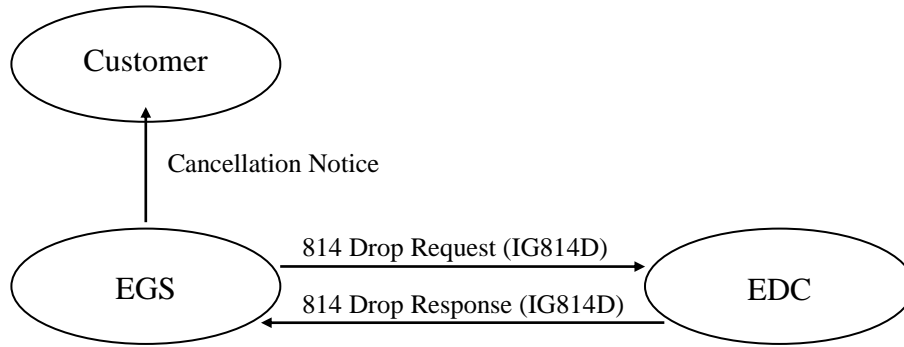 Customer
Cancellation Notice
814 Drop Request (IG814D)
EGS
EDC
814 Drop Response (IG814D)